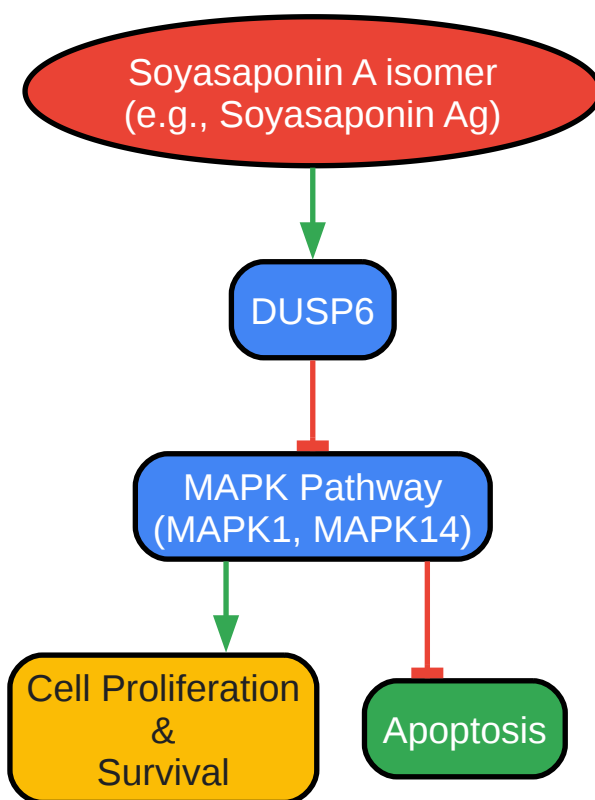 Soyasaponin A isomer
(e.g., Soyasaponin Ag)
DUSP6
MAPK Pathway
(MAPK1, MAPK14)
Cell Proliferation
&
Survival
Apoptosis